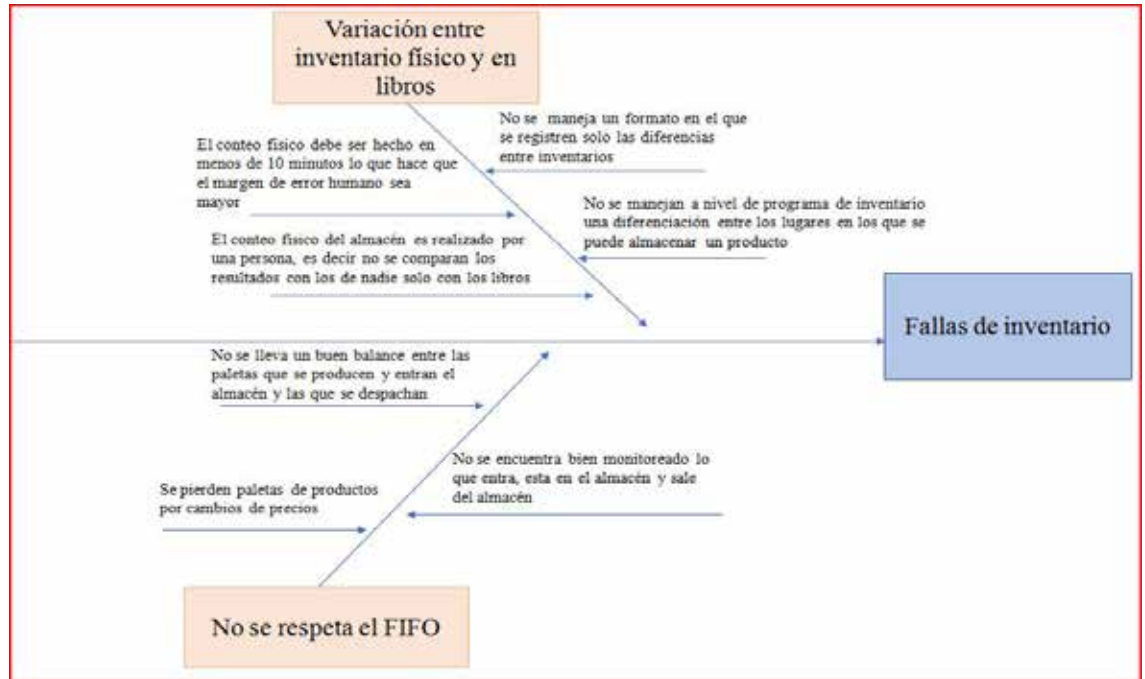 Variación entre
inventario físico y en
libros
No se maneja un formato en el que
se registren solo las diferencias
entre inventarios
El conteo físico debe ser hecho en
menos de 10 minutos lo que hace que
el margen de error humano sea
mayor
No se manejan a nivel de programa de inventario
una diferenciación entre los lugares en los que se
puede almacenar un producto
El conteo físico del almacén es realizado por
una persona, es decir no se comparan los
resultados con los de nadie solo con los libros
Fallas de inventario
No se lleva un buen balance entre las
paletas que se producen y entran el
almacén y las que se despachan
No se encuentra bien monitoreado lo
que entra, esta en el almacén y sale
del almacén
Se pierden paletas de productos
por cambios de precios
No se respeta el FIFO